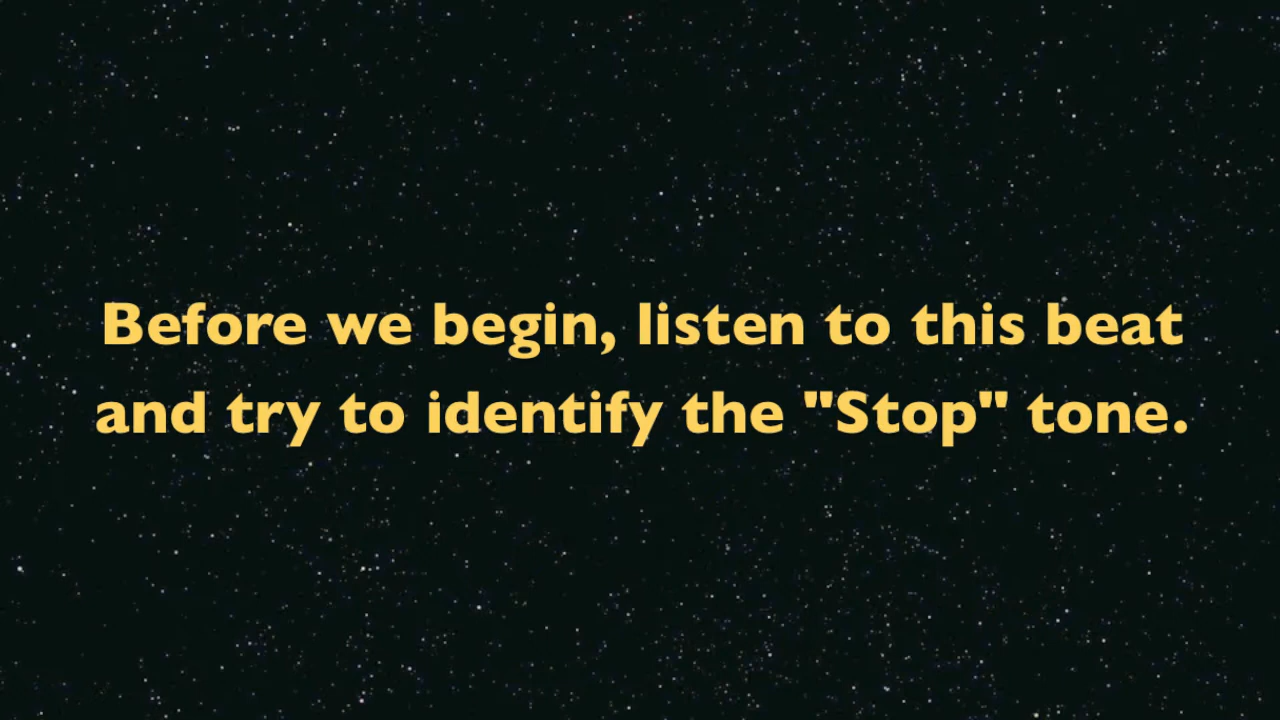 Before we begin, listen to this beat
and try to identify the "Stop" tone.